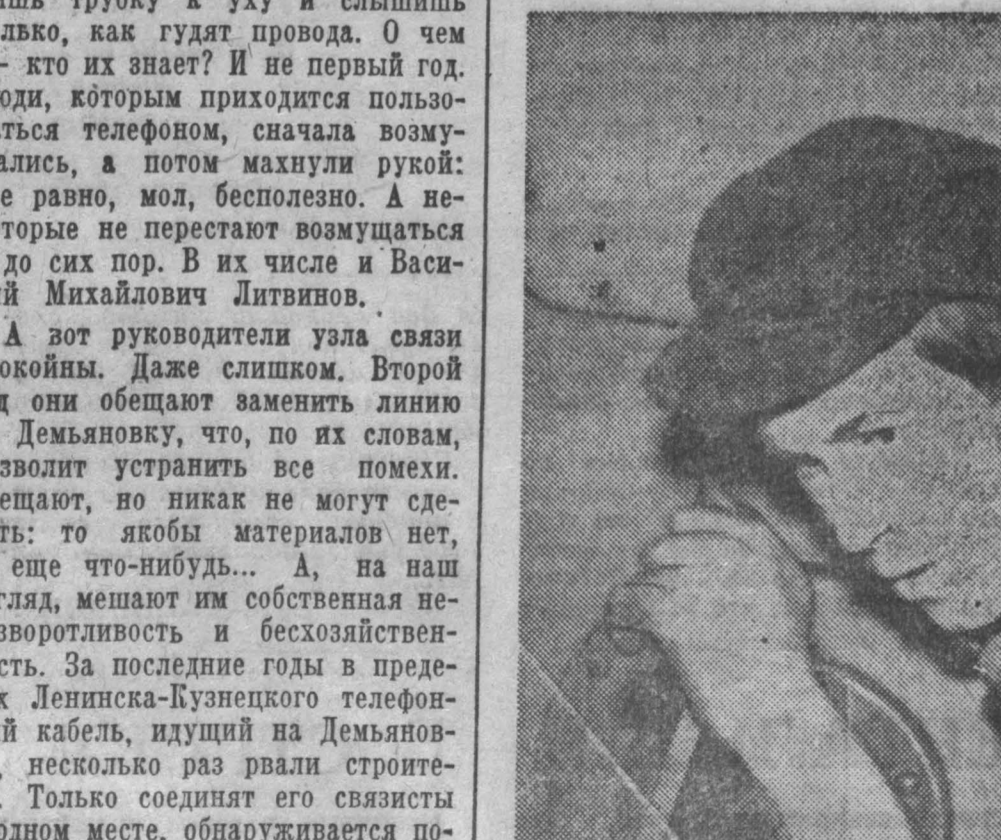 трубку к уху и слышишь
лько, как гудят провода. О чем
- кто их знает? И не первый год.
юди, которым приходится пользо-
ться телефоном, сначала возму-
ались, а потом махнули рукой:
е равно, мол, бесполезно. А не-
торые не перестают возмущаться
до сих пор. В их числе и Васи-
й Михайлович Литвинов.
А вот руководители узла связи
окойны. Даже слишком. Второй
д они обещают заменить линию
Демьяновку, что, по их словам,
зволит устранить все помехи.
ещают, но никак не могут сде-
ть: то якобы материалов нет,
еще что-нибудь... А, на наш
гляд, мешают им собственная не-
зворотливость и бесхозяйствен-
сть. За последние годы в преде-
х Ленинска-Кузнецкого телефон-
й кабель, идущий на Демьянов-
, несколько раз рвали строите-
. Только соединят его связисты
одном месте, обнаруживается по-